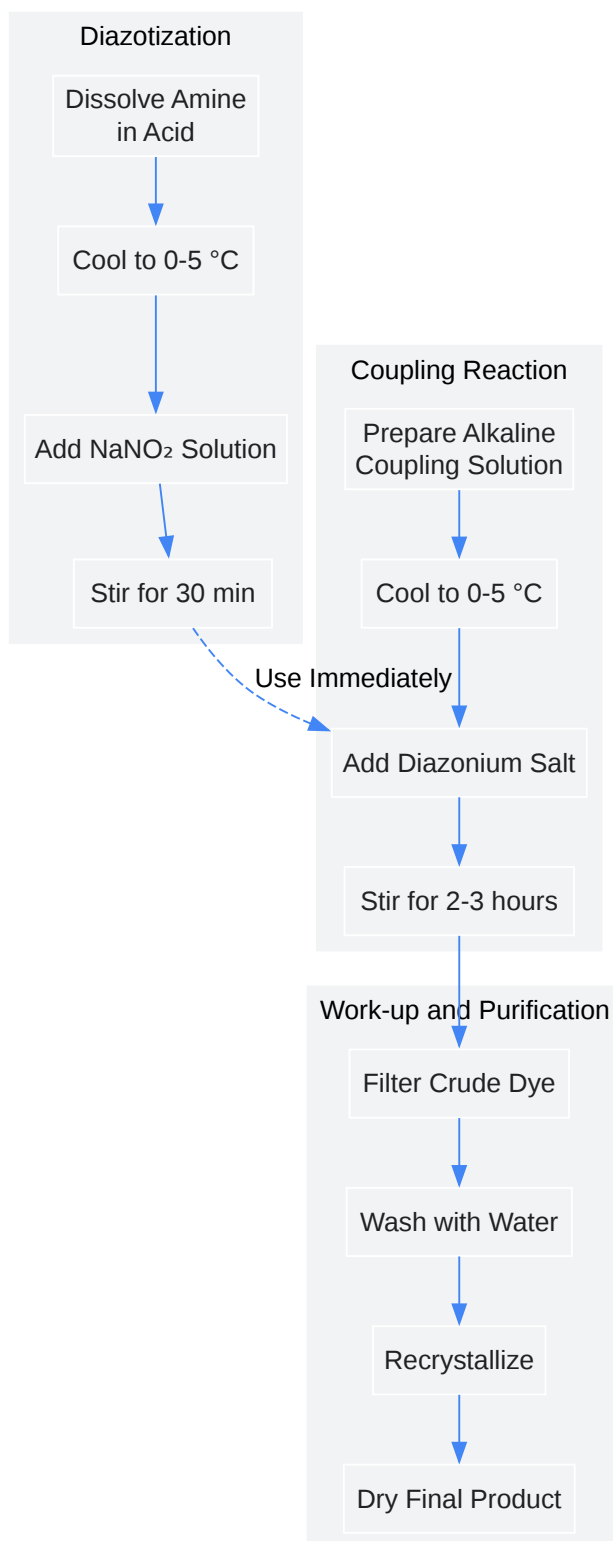 Diazotization
Dissolve Amine
in Acid
Cool to 0-5 °C
Add NaNO₂ Solution
Stir for 30 min
Use Immediately
Coupling Reaction
Prepare Alkaline
Coupling Solution
Cool to 0-5 °C
Add Diazonium Salt
Stir for 2-3 hours
Work-up and Purification
Filter Crude Dye
Wash with Water
Recrystallize
Dry Final Product